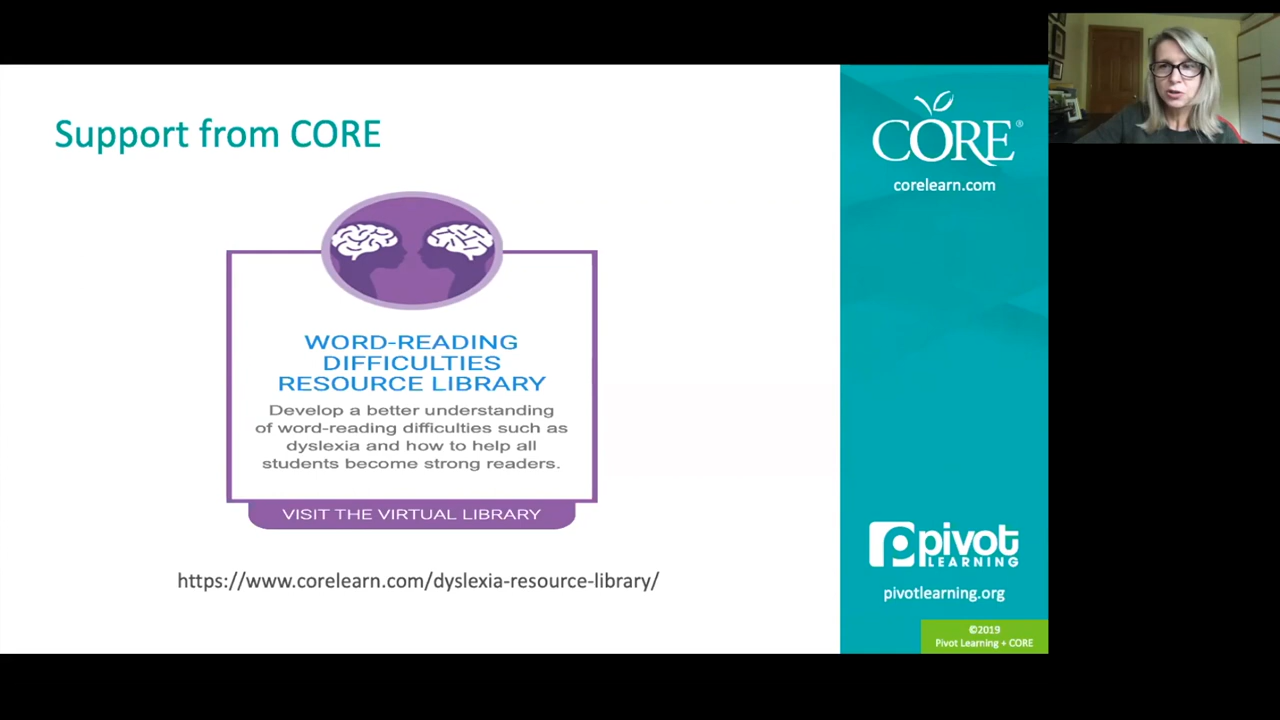 Support from CORE
WORD-READING
DIFFICULTIES
RESOURCE LIBRARY
Develop a better understanding
of word-reading difficulties such as
dyslexia and how to help all
students become strong readers.
VISIT THE VIRTUAL LIBRARY
https://www.corelearn.com/dyslexia-resource-library/
CORE®
corelearn.com
pivot
LEARNING
pivotlearning.org
©2019
Pivot Learning + CORE